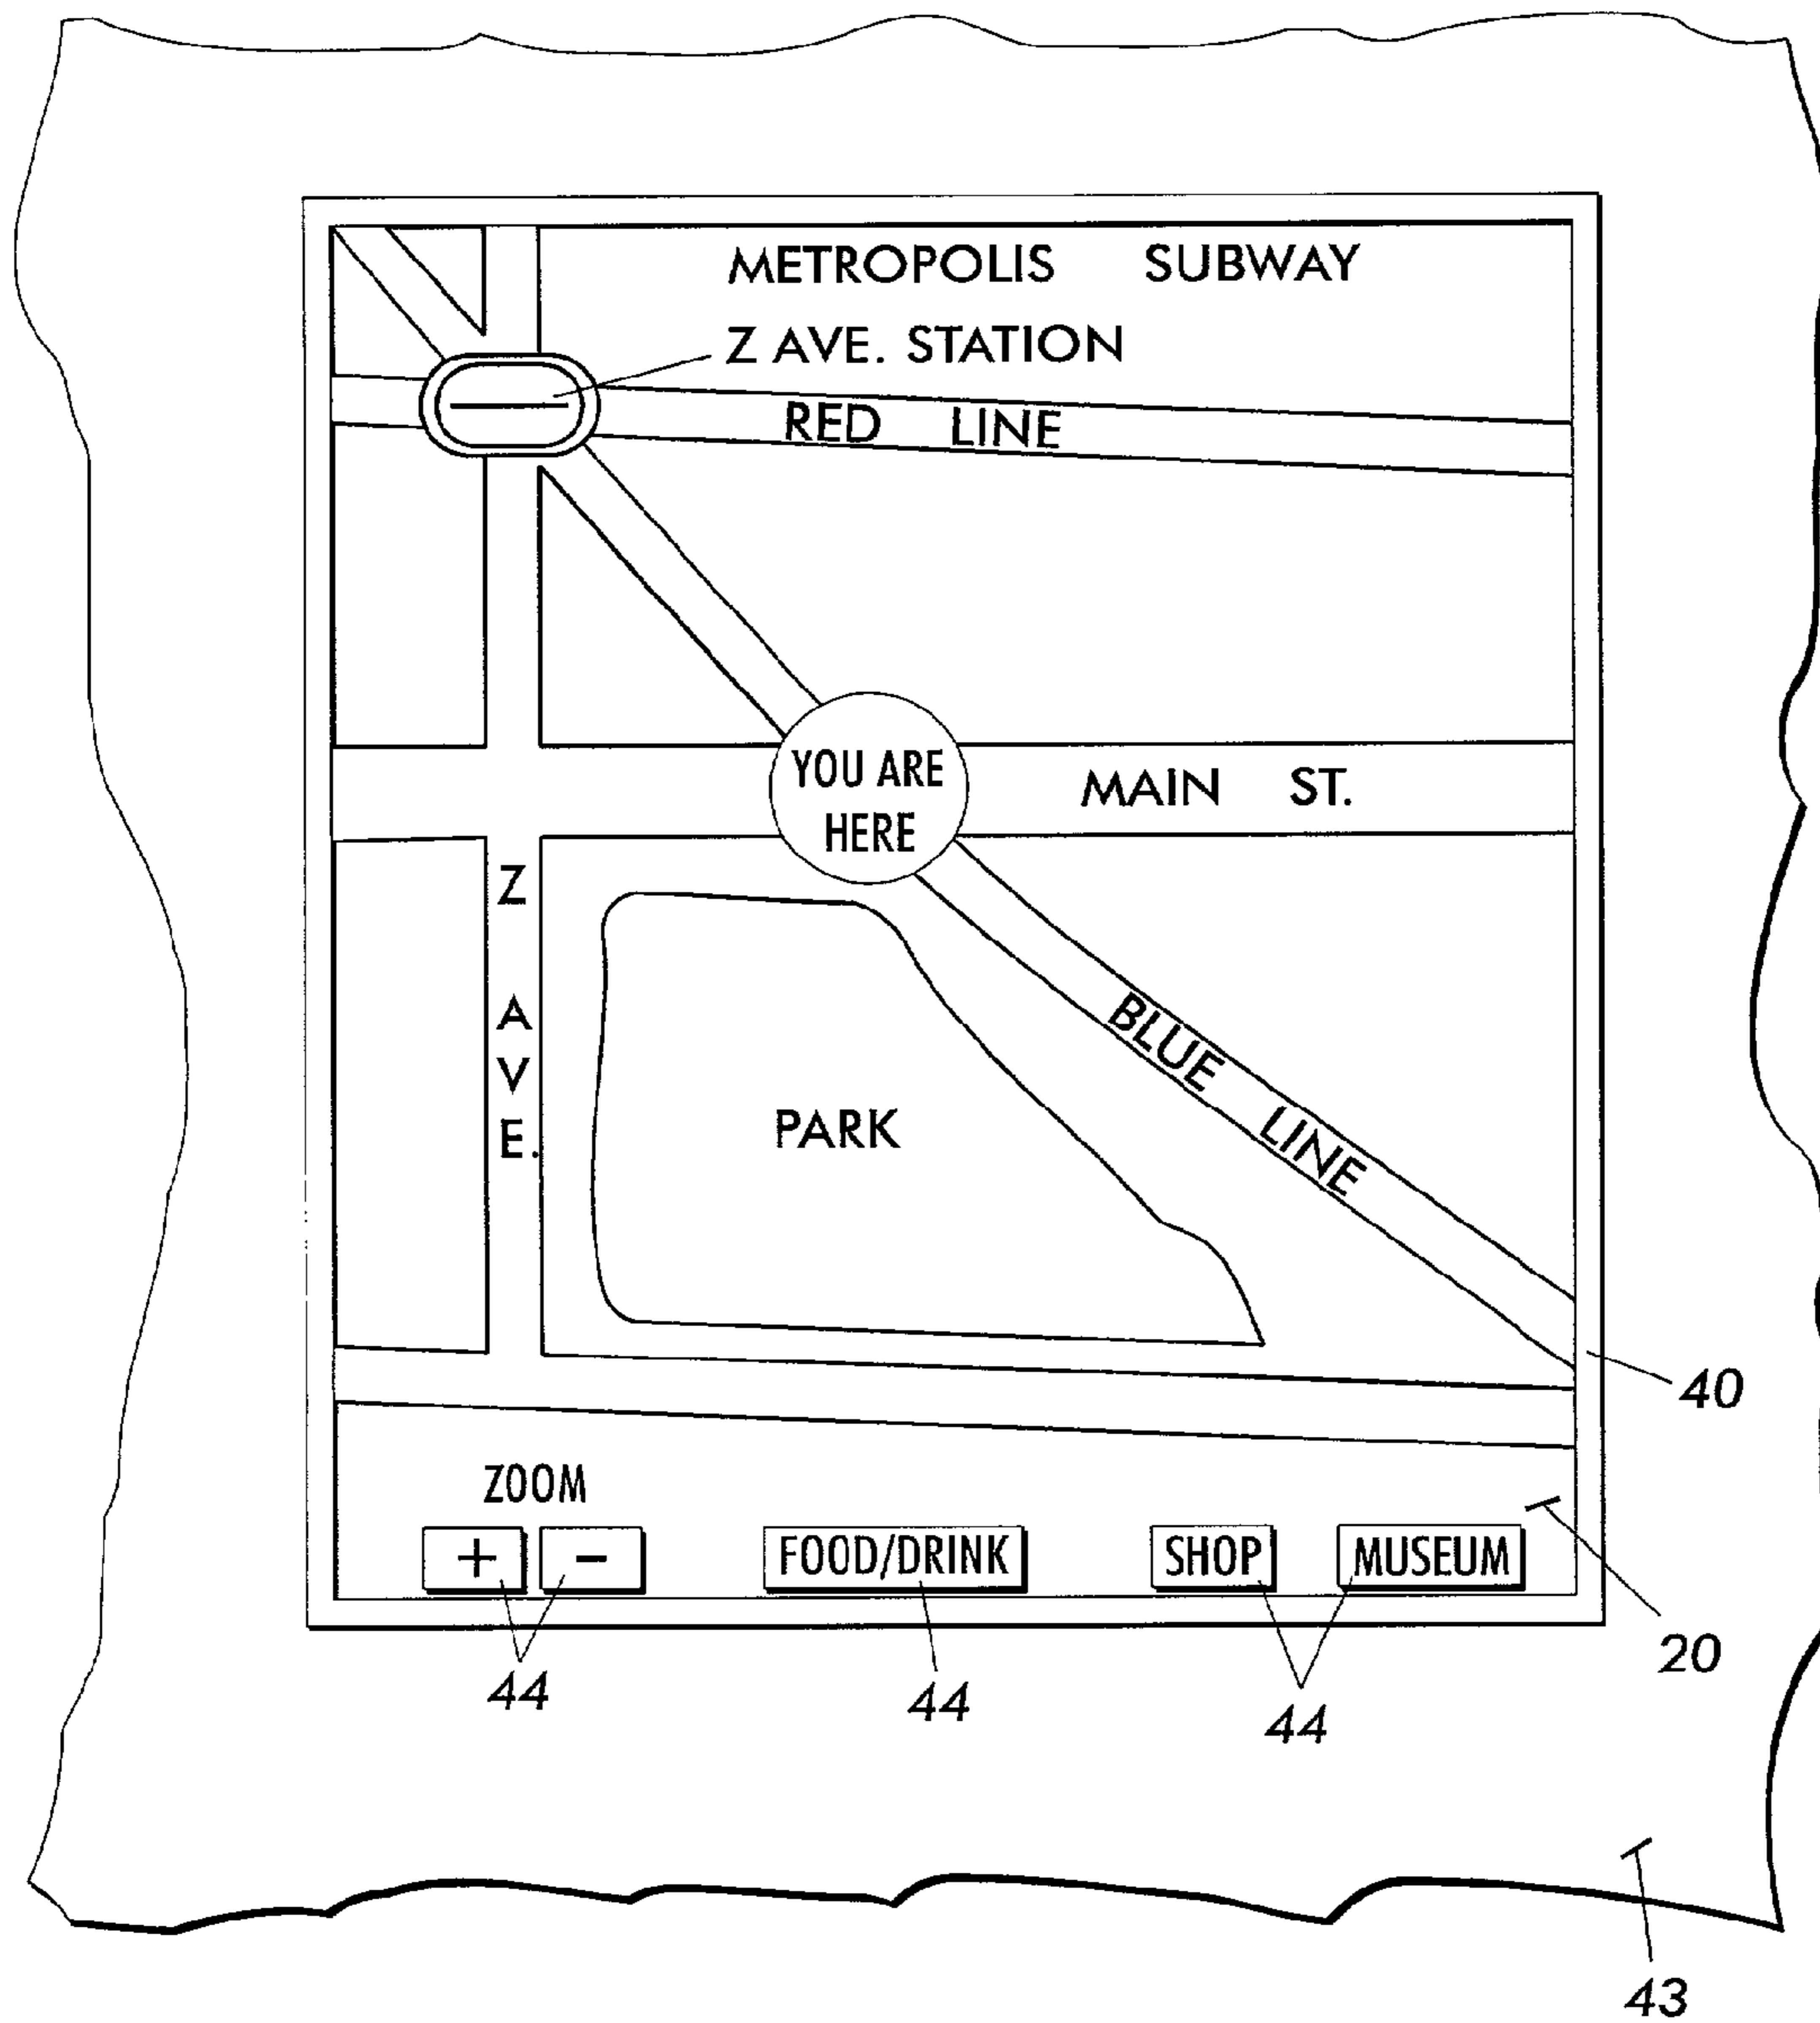 METROPOLIS SUBWAY
Z AVE. STATION
RED LINE
YOU ARE
HERE
MAIN ST.
Z AVE.
BLUE LINE
PARK
40
ZOOM
+ - FOOD/DRINK SHOP MUSEUM
20
44 44 44
43